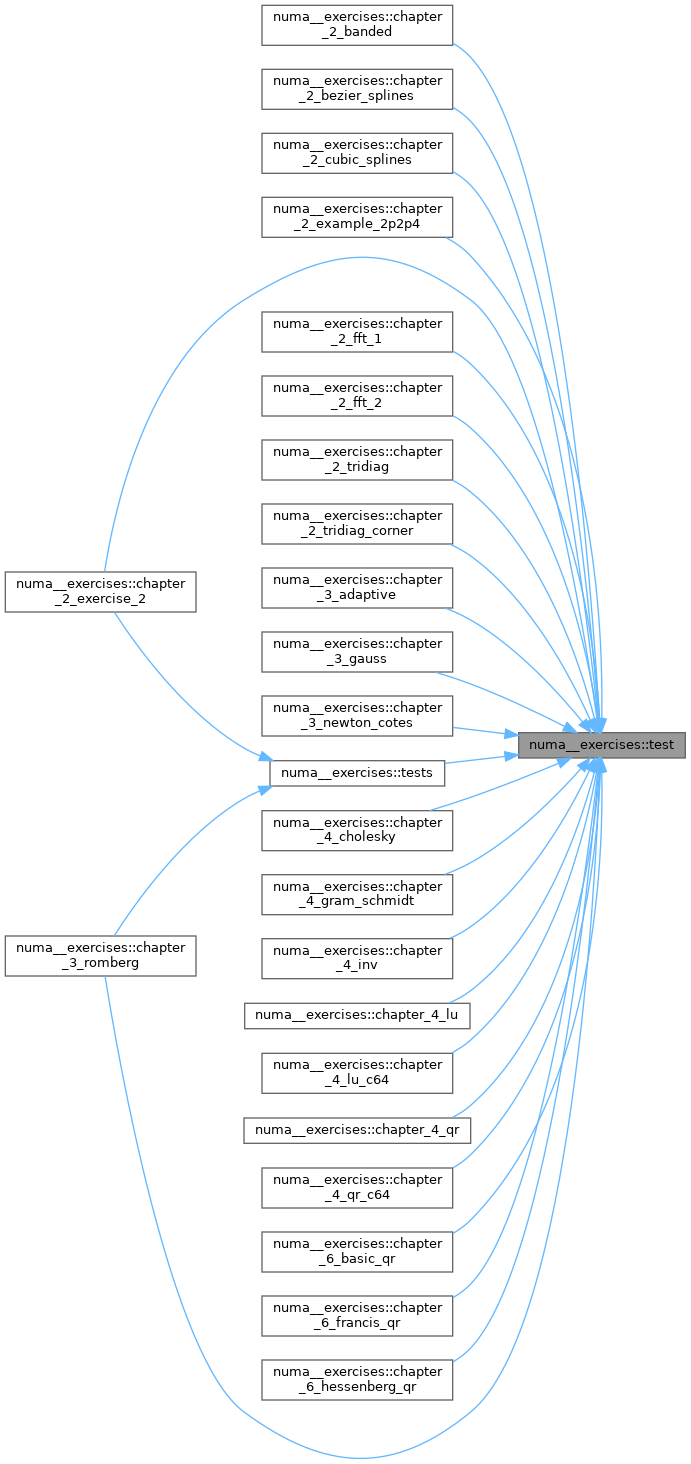 numa__exercises::chapter
_2_banded
numa__exercises::chapter
_2_bezier_splines
numa__exercises::chapter
_2_cubic_splines
numa__exercises::chapter
_2_example_2p2p4
numa__exercises::chapter
_2_fft_1
numa__exercises::chapter
_2_fft_2
numa__exercises::chapter
_2_tridiag
numa__exercises::chapter
_2_tridiag_corner
numa__exercises::chapter
_2_exercise_2
numa__exercises::chapter
_3_adaptive
numa__exercises::chapter
_3_gauss
numa__exercises::chapter
_3_newton_cotes
numa__exercises::test
numa__exercises::tests
numa__exercises::chapter
_4_cholesky
numa__exercises::chapter
_4_gram_schmidt
numa__exercises::chapter
_3_romberg
numa__exercises::chapter
_4_inv
numa__exercises::chapter_4_lu
numa__exercises::chapter
_4_lu_c64
numa__exercises::chapter_4_qr
numa__exercises::chapter
_4_qr_c64
numa__exercises::chapter
_6_basic_qr
numa__exercises::chapter
_6_francis_qr
numa__exercises::chapter
_6_hessenberg_qr